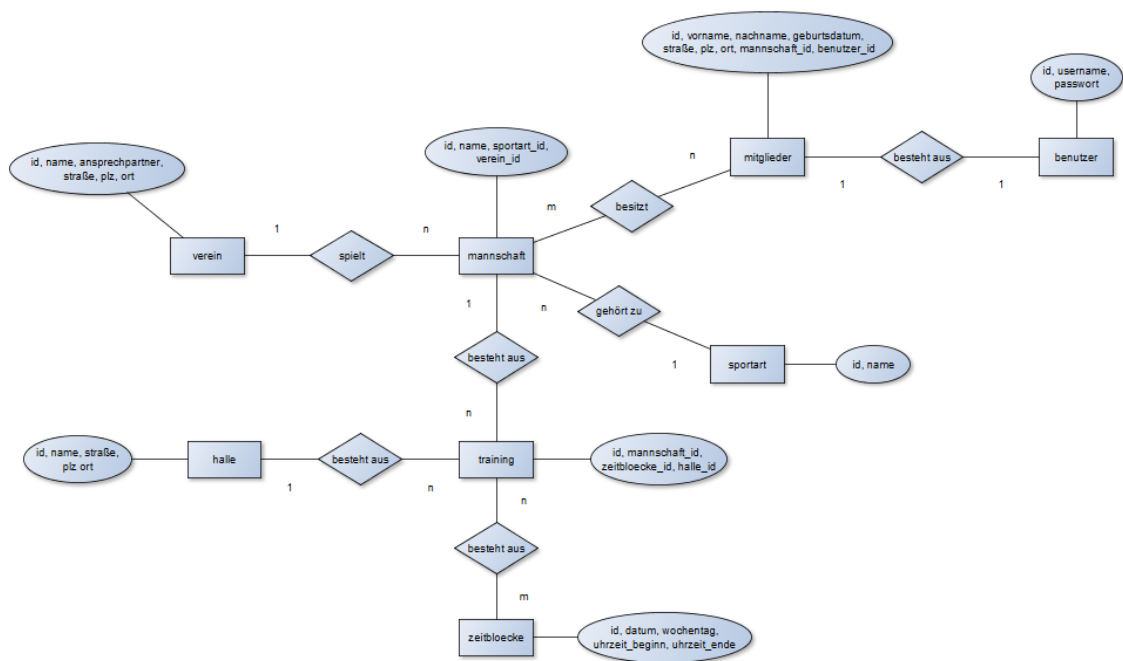 id, vorname, nachname, geburtsdatum,
straße, plz, ort, mannschaft_id, benutzer_id
id, username,
passwort
id, name, ansprechpartner,
straße, plz, ort
id, name, sportart_id,
verein_id
n
mitglieder
besteht aus
benutzer
1
1
m
besitzt
1
n
verein
spielt
mannschaft
1
n
gehört zu
besteht aus
1
sportart
id, name
n
id, name, straße,
plz ort
halle
besteht aus
training
id, mannschaft_id,
zeitbloecke_id, halle_id
1
n
n
besteht aus
m
zeitbloecke
id, datum, wochentag,
uhrzeit_beginn, uhrzeit_ende